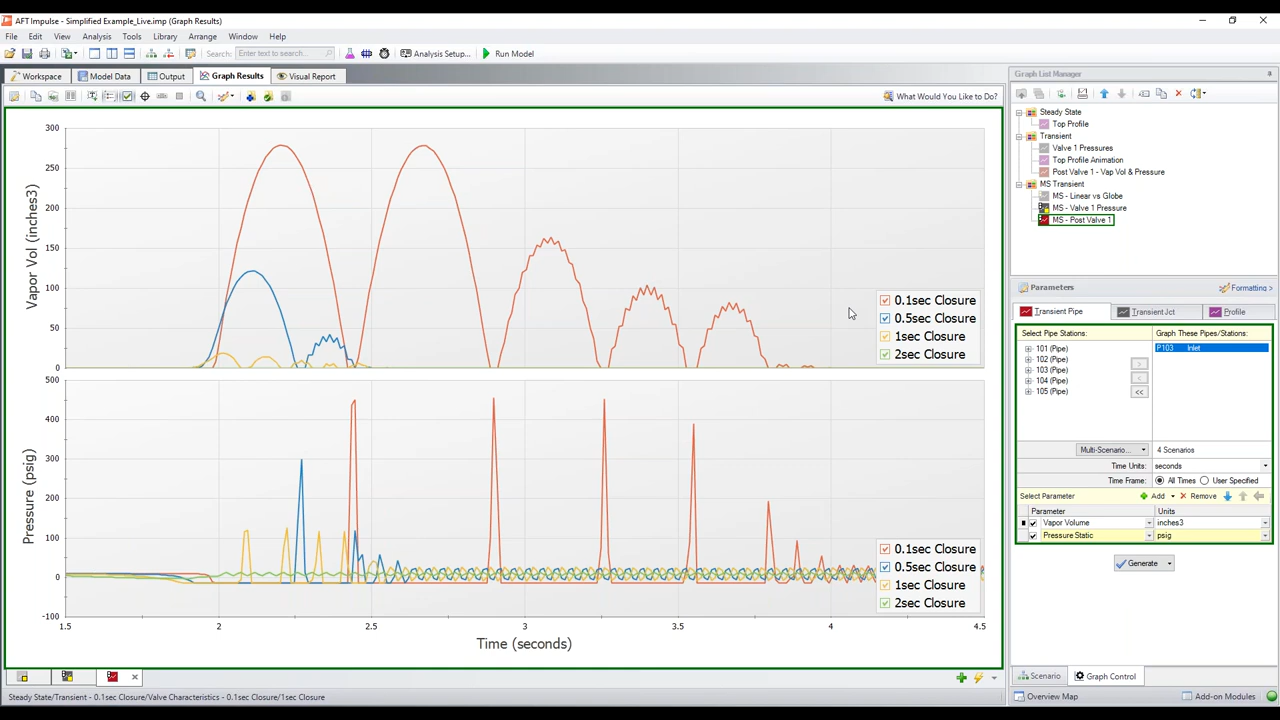 AFT Impulse - Simplified Example_Live.imp (Graph Results)
File Edit View Analysis Tools Library Arrange Window Help
Search: Enter text to search... Analysis Setup... Run Model
Workspace Model Data Output Graph Results Visual Report
What Would You Like to Do?
300
250
200
150
100
50
0
Vapor Vol (inches3)
0.1sec Closure
0.5sec Closure
1sec Closure
2sec Closure
500
400
300
200
100
0
-100
Pressure (psig)
0.1sec Closure
0.5sec Closure
1sec Closure
2sec Closure
1.5 2 2.5 3 3.5 4 4.5
Time (seconds)
Steady State/Transient - 0.1sec Closure/Valve Characteristics - 0.1sec Closure/1sec Closure
Graph List Manager
Steady State
Top Profile
Transient
Valve 1 Pressures
Top Profile Animation
Post Valve 1 - Vap Vol & Pressure
MS Transient
MS - Linear vs Globe
MS - Valve 1 Pressure
MS - Post Valve 1
Parameters Formatting >
Transient Pipe Transient Jct Profile
Select Pipe Stations: Graph These Pipes/Stations:
101 (Pipe)
102 (Pipe)
103 (Pipe)
104 (Pipe)
105 (Pipe)
>
<
<<
P103 Inlet
Multi-Scenario... 4 Scenarios
Time Units: seconds
Time Frame: All Times User Specified
Select Parameter Add Remove
Parameter Units
Vapor Volume inches3
Pressure Static psig
Generate
Scenario Graph Control
Overview Map Add-on Modules